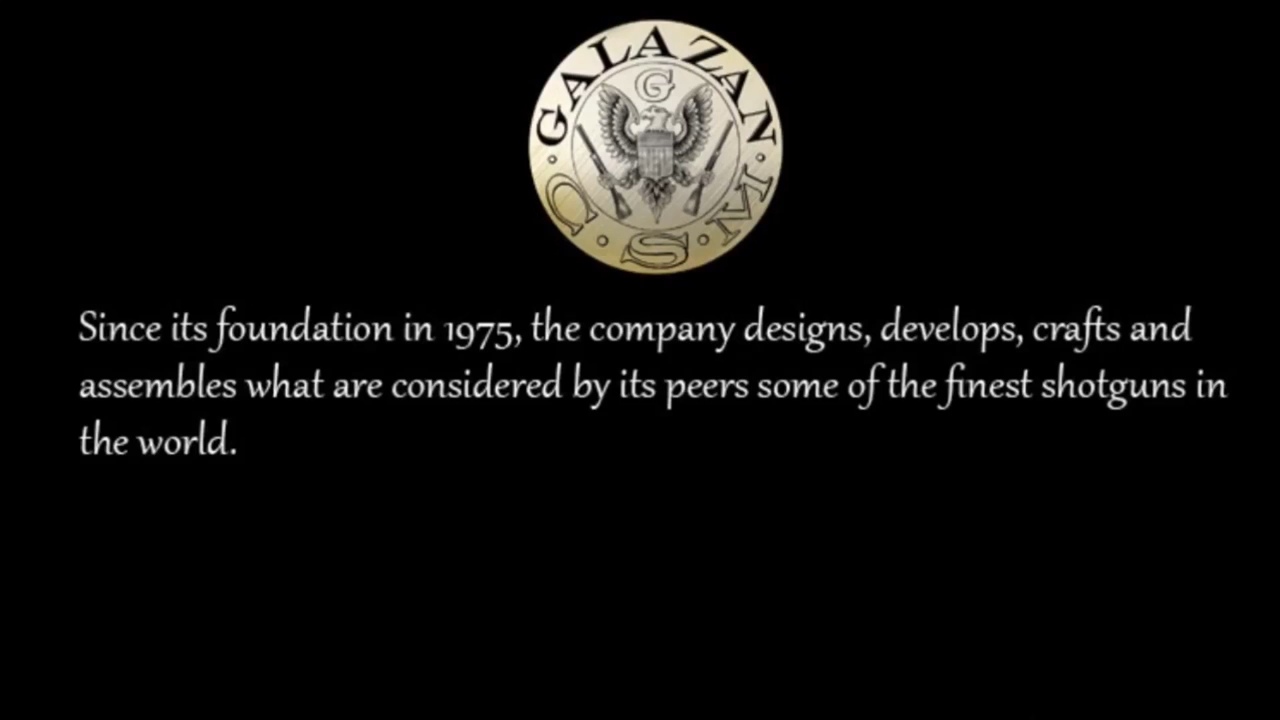 GALAZAN
G
C · S · M
Since its foundation in 1975, the company designs, develops, crafts and
assembles what are considered by its peers some of the finest shotguns in
the world.